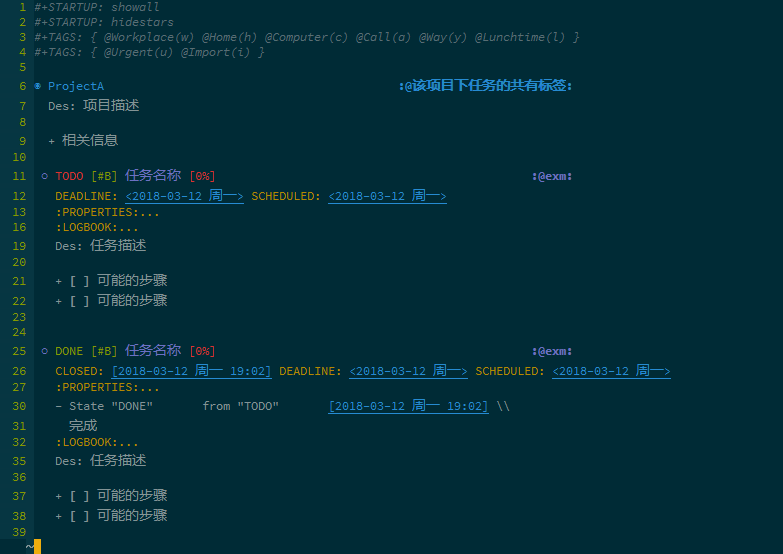 1 #+STARTUP: showall
2 #+STARTUP: hidestars
3 #+TAGS: { @Workplace(w) @Home(h) @Computer(c) @Call(a) @Way(y) @Lunchtime(l) }
4 #+TAGS: { @Urgent(u) @Import(i) }
5
6 ProjectA :@该项目下任务的共有标签:
7 Des: 项目描述
8
9 + 相关信息
10
11 ○ TODO [#B] 任务名称 [0%] :@exm:
12 DEADLINE: <2018-03-12 周一> SCHEDULED: <2018-03-12 周一>
13 :PROPERTIES:...
16 :LOGBOOK:...
19 Des: 任务描述
20
21 + [ ] 可能的步骤
22 + [ ] 可能的步骤
23
24
25 ○ DONE [#B] 任务名称 [0%] :@exm:
26 CLOSED: [2018-03-12 周一 19:02] DEADLINE: <2018-03-12 周一> SCHEDULED: <2018-03-12 周一>
27 :PROPERTIES:...
30 - State "DONE" from "TODO" [2018-03-12 周一 19:02] \\
31 完成
32 :LOGBOOK:...
35 Des: 任务描述
36
37 + [ ] 可能的步骤
38 + [ ] 可能的步骤
39
~